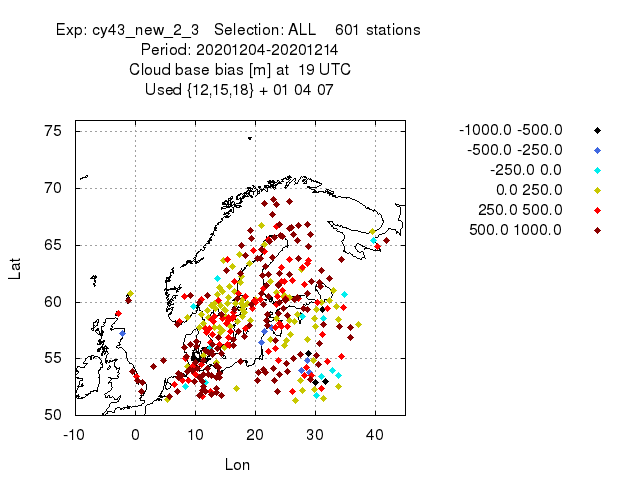 Exp: cy43_new_2_3 Selection: ALL 601 stations
Period: 20201204-20201214
Cloud base bias [m] at 19 UTC
Used {12,15,18} + 01 04 07
-1000.0 -500.0
-500.0 -250.0
-250.0 0.0
0.0 250.0
250.0 500.0
500.0 1000.0
75
70
65
60
55
50
Lat
-10 0 10 20 30 40
Lon